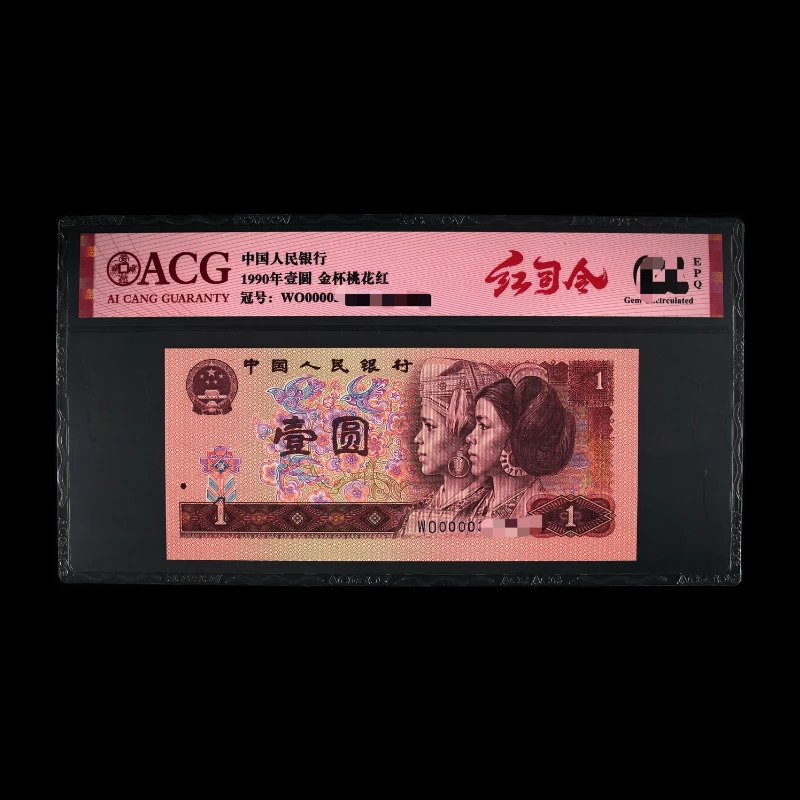 ACG
AI CANG GUARANTY
中国人民银行
1990年壹圆 金杯桃花红
冠号：WO0000
红司令
EPQ
Gem
中国人民银行
1
壹圆
1
WO00000
1